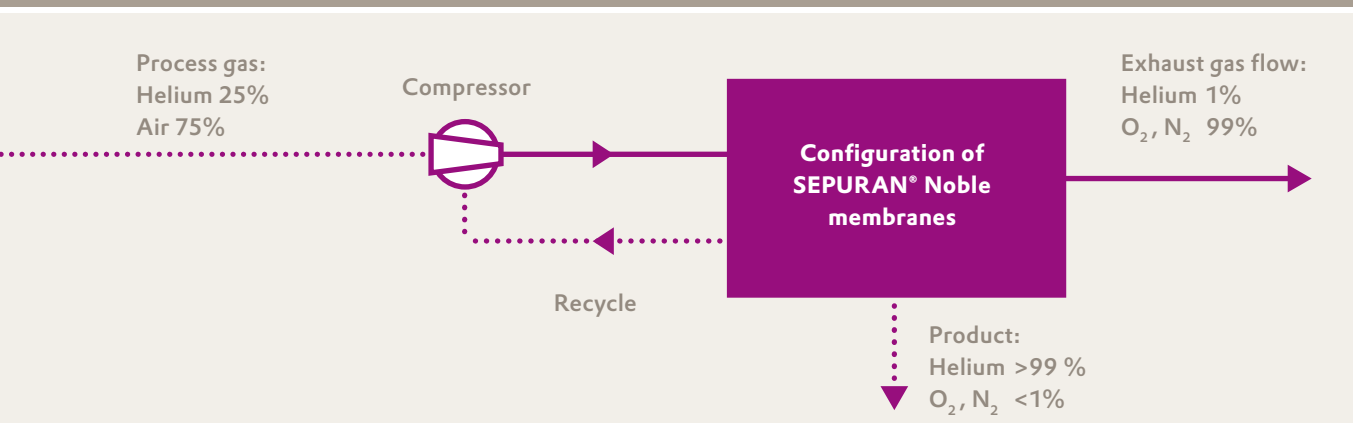 Process gas:
Helium 25%
Air 75%
Compressor
Configuration of
SEPURAN® Noble
membranes
Exhaust gas flow:
Helium 1%
O₂, N₂ 99%
Recycle
Product:
Helium >99 %
O₂, N₂ <1%